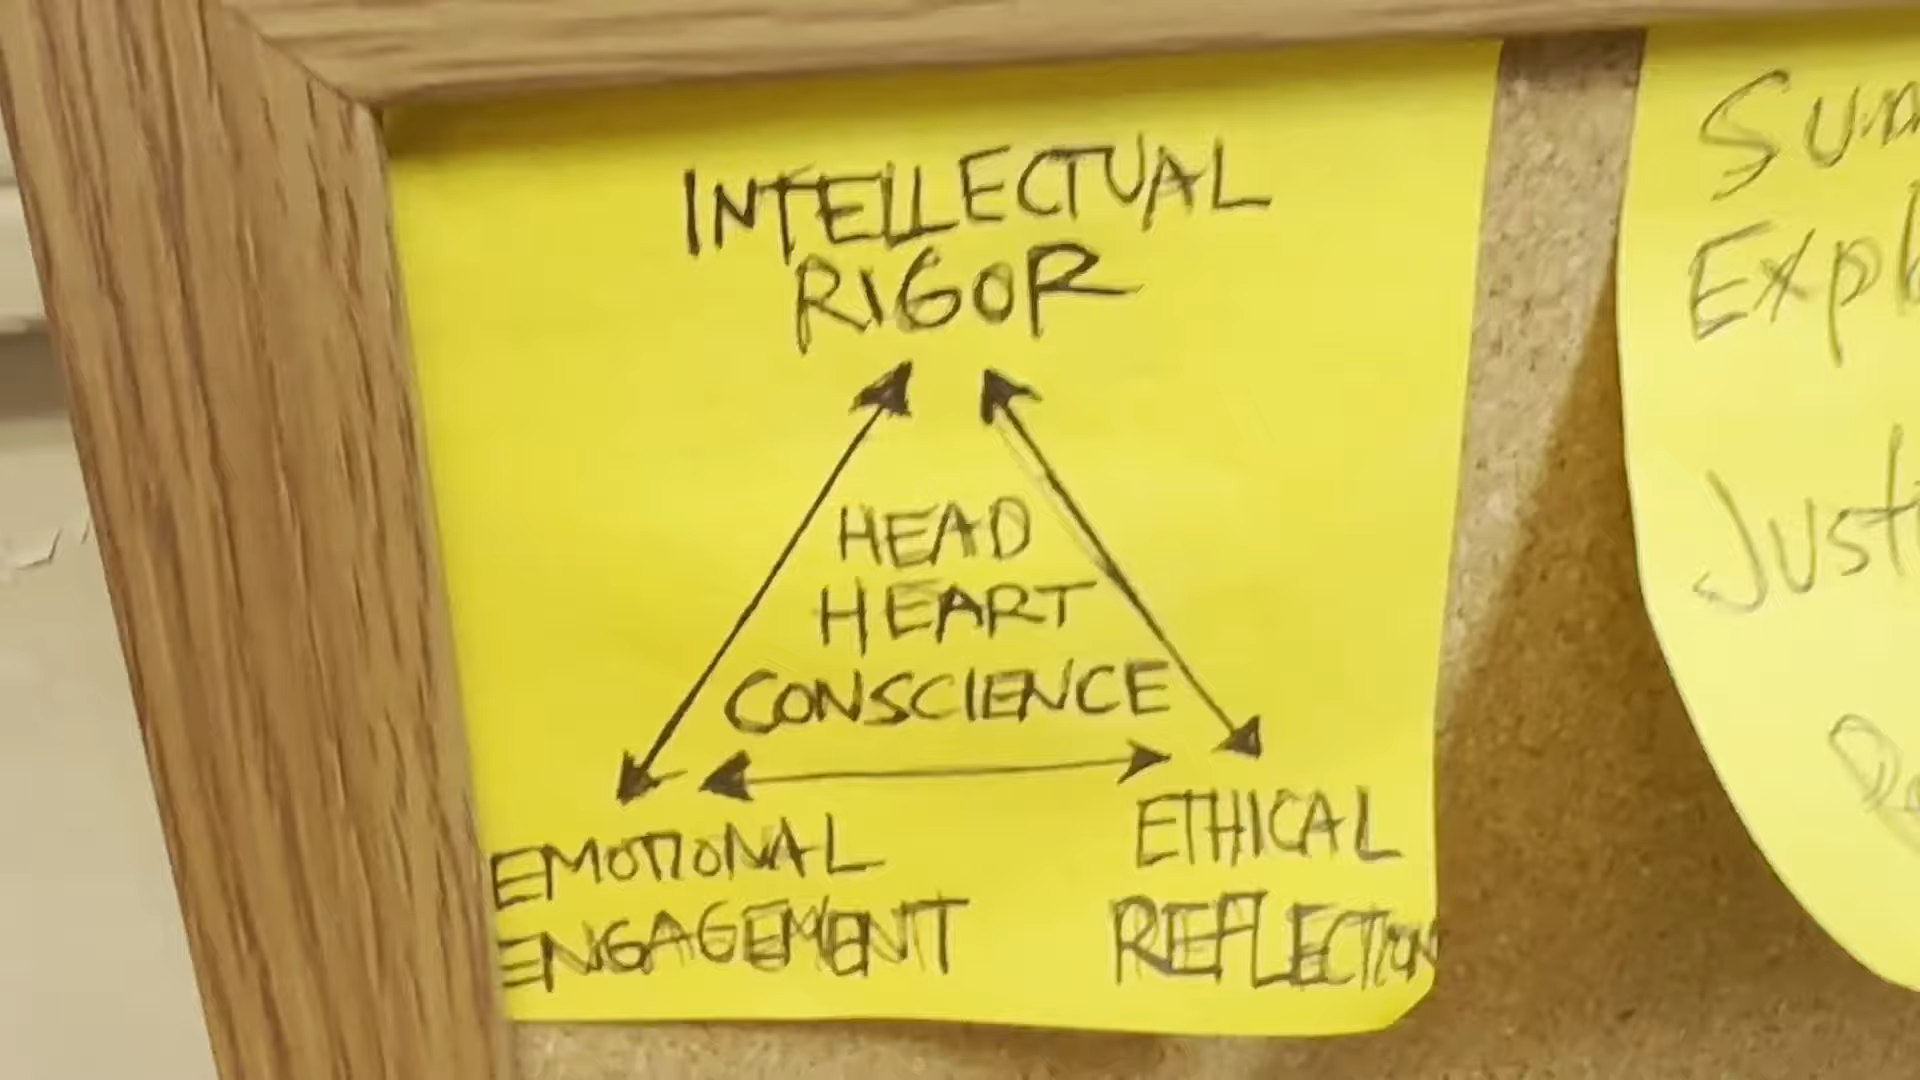 INTELLECTUAL
RIGOR
HEAD
HEART
CONSCIENCE
EMOTIONAL
ENGAGEMENT
ETHICAL
REFLECTION